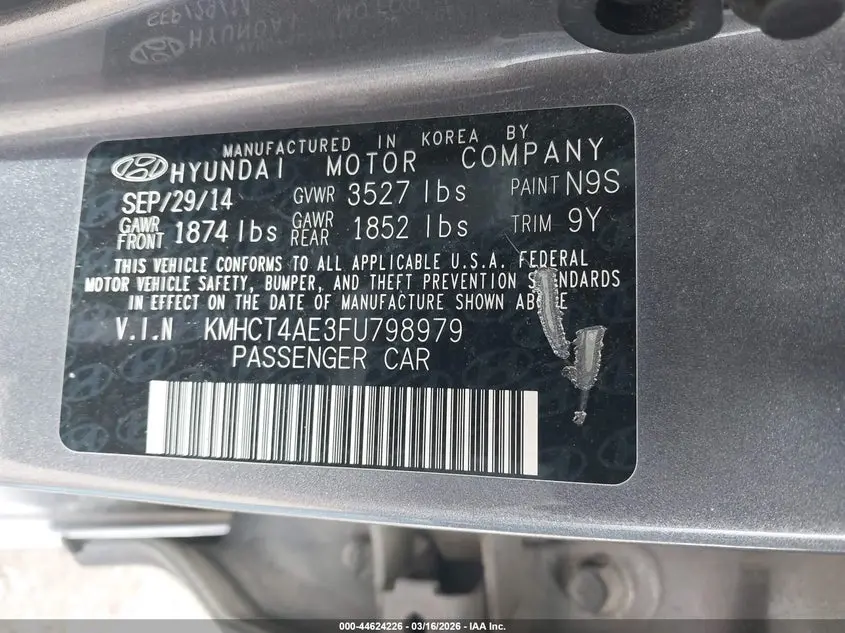 MANUFACTURED IN KOREA BY
HYUNDAI MOTOR COMPANY
SEP/29/14 GVWR 3527 lbs PAINT N9S
GAWR FRONT 1874 lbs GAWR REAR 1852 lbs TRIM 9Y
THIS VEHICLE CONFORMS TO ALL APPLICABLE U.S.A. FEDERAL
MOTOR VEHICLE SAFETY, BUMPER, AND THEFT PREVENTION STANDARDS
IN EFFECT ON THE DATE OF MANUFACTURE SHOWN ABOVE
V.I.N KMHCT4AE3FU798979
PASSENGER CAR
000-44624226 - 03/16/2026 - IAA Inc.